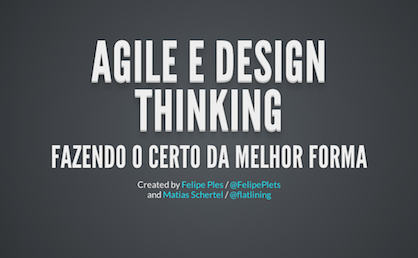 AGILE E DESIGN
THINKING
FAZENDO O CERTO DA MELHOR FORMA
Created by Felipe Ples / @FelipePlets
and Matias Schertel / @flatlining